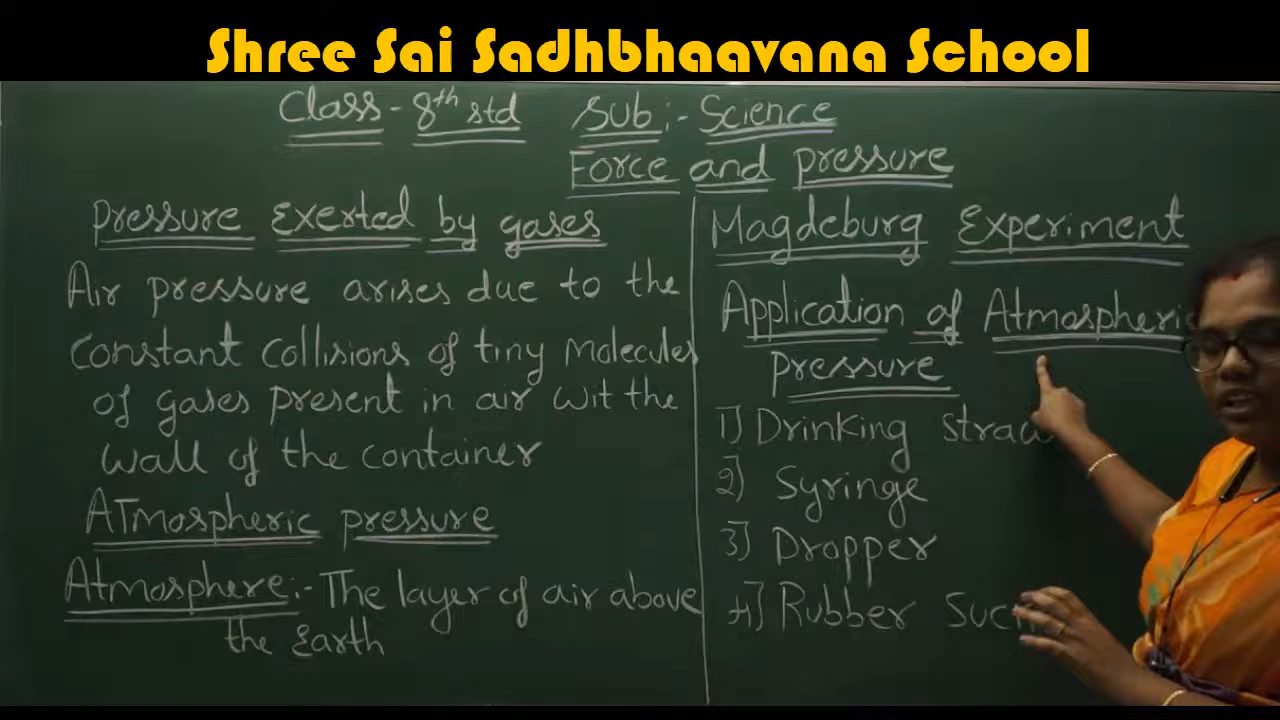 Shree Sai Sadhbhaavana School
Class - 8th std Sub:- Science
Force and pressure
Pressure Exerted by gases
Air pressure arises due to the
Constant Collisions of tiny Molecules
of gases present in air wit the
wall of the container
Atmospheric pressure
Atmosphere:- The layer of air above
the Earth
Magdeburg Experiment
Application of Atmospheric
pressure
1) Drinking straw
2) Syringe
3) Dropper
4) Rubber